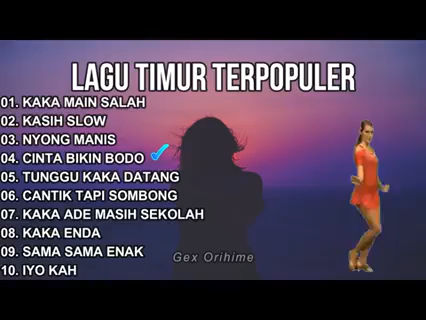 LAGU TIMUR TERPOPULER
01. KAKA MAIN SALAH
02. KASIH SLOW
03. NYONG MANIS
04. CINTA BIKIN BODO
05. TUNGGU KAKA DATANG
06. CANTIK TAPI SOMBONG
07. KAKA ADE MASIH SEKOLAH
08. KAKA ENDA
09. SAMA SAMA ENAK
10. IYO KAH
Gex Orihime